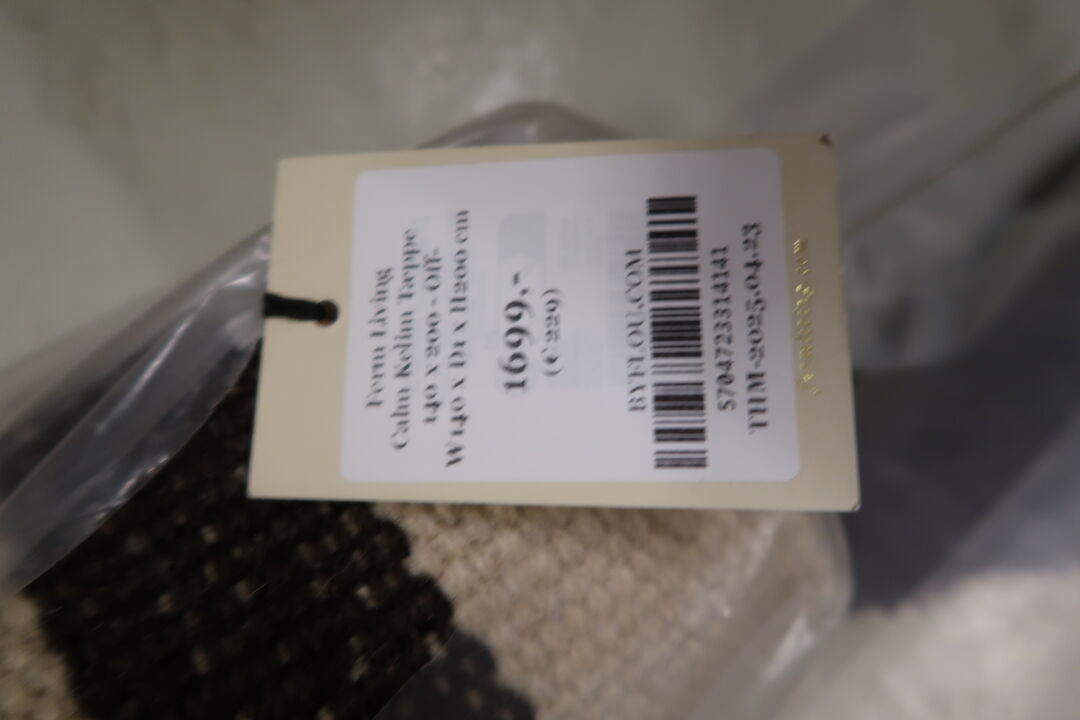 Ferm Living
Calm Kelim Tæppe
140 x 200 - Off-
W140 x D1 x H200 cm
1699,-
(€ 229)
BYFLOU.COM
5704723314141
THM-2025.04.23